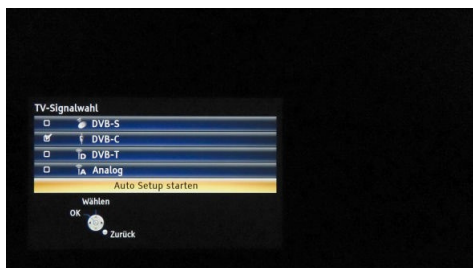 TV-Signalwahl
DVB-S
DVB-C
D DVB-T
A Analog
Auto Setup starten
Wählen
OK
Zurück